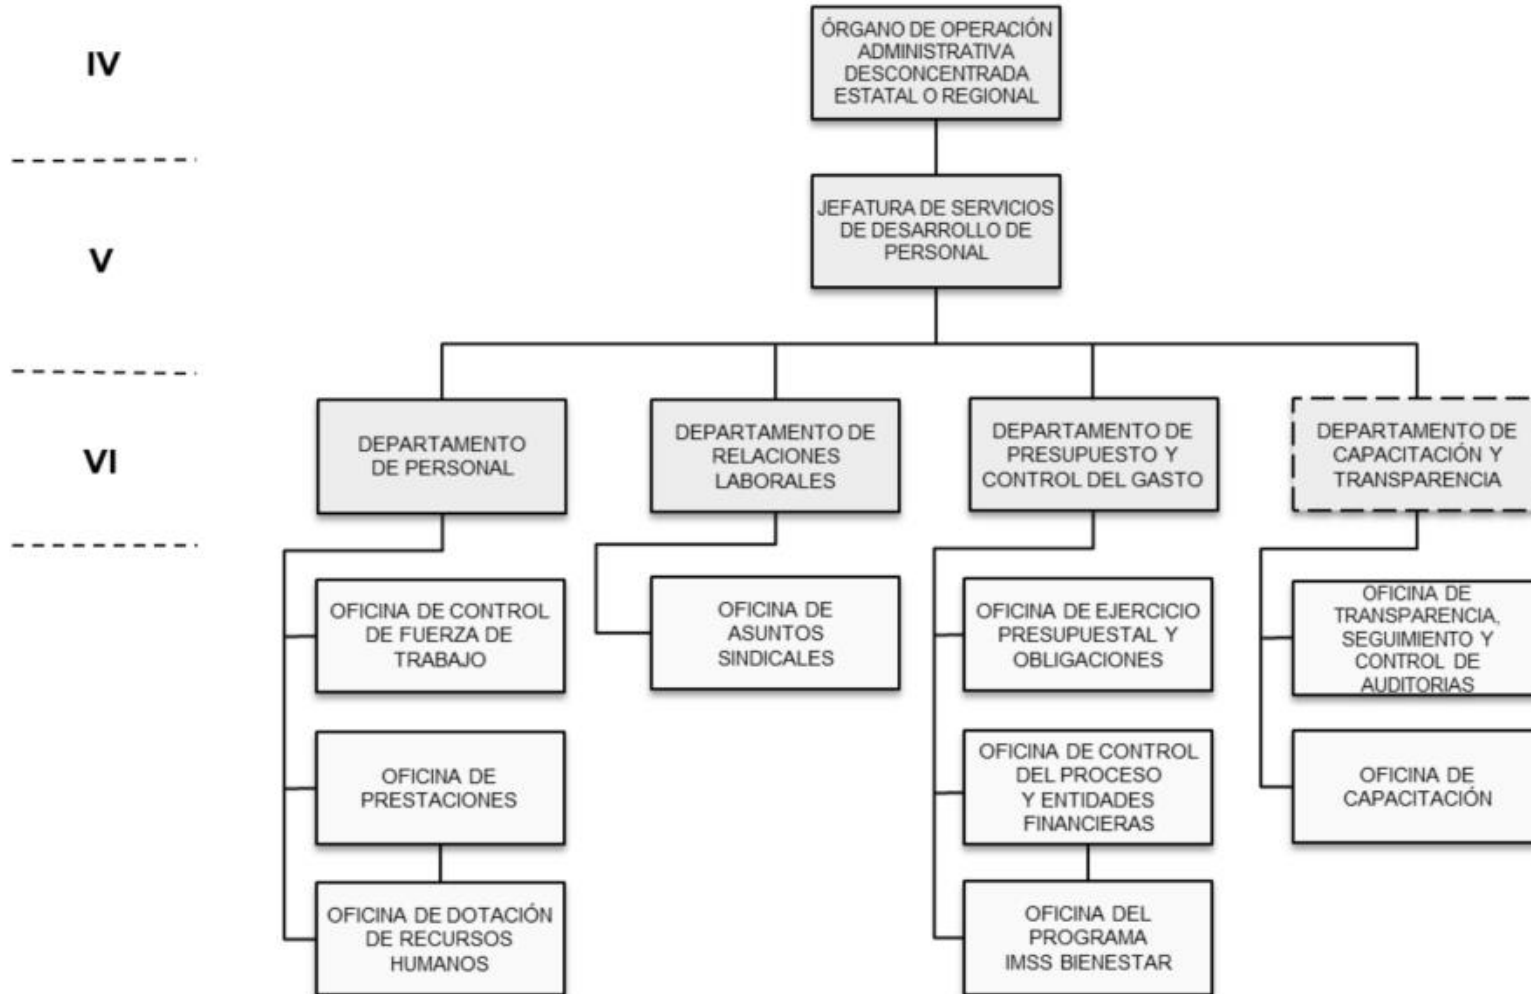 IV
ÓRGANO DE OPERACIÓN
ADMINISTRATIVA
DESCONCENTRADA
ESTATAL O REGIONAL
V
JEFATURA DE SERVICIOS
DE DESARROLLO DE
PERSONAL
VI
DEPARTAMENTO
DE PERSONAL
DEPARTAMENTO DE
RELACIONES
LABORALES
DEPARTAMENTO DE
PRESUPUESTO Y
CONTROL DEL GASTO
DEPARTAMENTO DE
CAPACITACIÓN Y
TRANSPARENCIA
OFICINA DE CONTROL
DE FUERZA DE
TRABAJO
OFICINA DE
ASUNTOS
SINDICALES
OFICINA DE EJERCICIO
PRESUPUESTAL Y
OBLIGACIONES
OFICINA DE
TRANSPARENCIA,
SEGUIMIENTO Y
CONTROL DE
AUDITORIAS
OFICINA DE
PRESTACIONES
OFICINA DE CONTROL
DEL PROCESO
Y ENTIDADES
FINANCIERAS
OFICINA DE
CAPACITACIÓN
OFICINA DE DOTACIÓN
DE RECURSOS
HUMANOS
OFICINA DEL
PROGRAMA
IMSS BIENESTAR